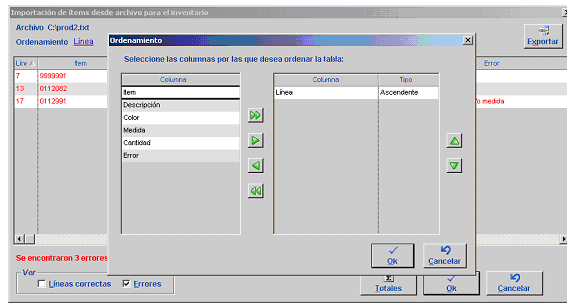 Importación de ítems desde archivo para el inventario
Archivo C:\prod2.txt
Ordenamiento Línea
Exportar
Líne Item Error
7 9999991
13 0112082
17 0112991 /o medida
Ordenamiento
Seleccione las columnas por las que desea ordenar la tabla:
Columna
Item
Descripción
Color
Medida
Cantidad
Error
Columna Tipo
Línea Ascendente
Ok Cancelar
Se encontraron 3 errores
Ver
Líneas correctas Errores
Totales Ok Cancelar